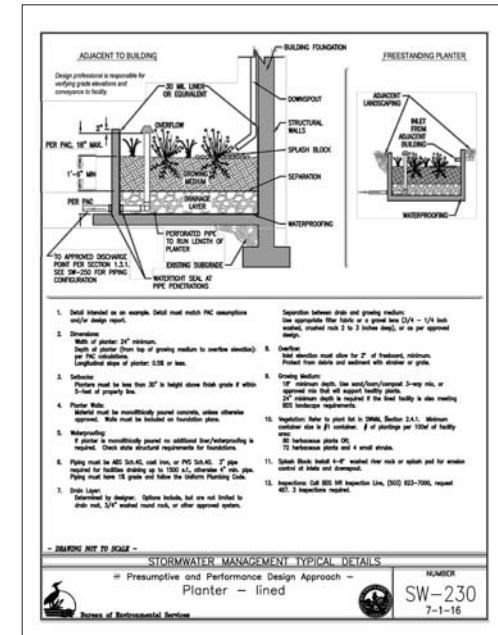 ADJACENT TO BUILDING
Design professional is responsible for
verifying grade elevations and
conveyance to facility
30 MIL LINER
OR EQUIVALENT
BUILDING FOUNDATION
OVERFLOW
DOWNSPOUT
2"
PER PAC, 18" MAX.
STRUCTURAL
WALLS
SPLASH BLOCK
1'-6" MIN
GROWING
MEDIUM
SEPARATION
DRAINAGE
LAYER
PER PAC
WATERPROOFING
PERFORATED PIPE
TO RUN LENGTH OF
PLANTER
TO APPROVED DISCHARGE
POINT PER SECTION 1.3.1.
SEE SW-250 FOR PIPING
CONFIGURATION
EXISTING SUBGRADE
WATERTIGHT SEAL AT
PIPE PENETRATIONS
FREESTANDING PLANTER
ADJACENT
LANDSCAPING
INLET
FROM
ADJACENT
BUILDING
WATERPROOFING
1. Detail intended as an example. Detail must match PAC assumptions
and/or design report.
2. Dimensions:
Width of planter: 24" minimum.
Depth of planter (from top of growing medium to overflow elevation):
per PAC calculations.
Longitudinal slope of planter: 0.5% or less.
3. Setbacks:
Planters must be less than 30" in height above finish grade if within
5-feet of property line.
4. Planter Walls:
Material must be monolithically poured concrete, unless otherwise
approved. Walls must be included on foundation plans.
5. Waterproofing:
If planter is monolithically poured no additional liner/waterproofing is
required. Check state structural requirements for foundations.
6. Piping must be ABS Sch.40, cast iron, or PVC Sch.40. 3" pipe
required for facilities draining up to 1500 s.f., otherwise 4" min. pipe.
Piping must have 1% grade and follow the Uniform Plumbing Code.
7. Drain Layer:
Determined by designer. Options include, but are not limited to
drain mat, 3/4" washed round rock, or other approved system.
Separation between drain and growing medium:
Use appropriate filter fabric or a gravel lens (3/4 - 1/4 inch
washed, crushed rock 2 to 3 inches deep), or as per approved
design.
8. Overflow:
Inlet elevation must allow for 2" of freeboard, minimum.
Protect from debris and sediment with strainer or grate.
9. Growing Medium:
18" minimum depth. Use sand/loam/compost 3-way mix, or
approved mix that will support healthy plants.
24" minimum depth is required if the lined facility is also meeting
BDS landscape requirements.
10. Vegetation: Refer to plant list in SWMM, Section 2.4.1. Minimum
container size is #1 container. # of plantings per 100sf of facility
area:
80 herbaceous plants OR;
72 herbaceous plants and 4 small shrubs.
11. Splash Block: Install 4-6" washed river rock or splash pad for erosion
control at inlets and downspout.
12. Inspections: Call BDS IVR Inspection Line, (503) 823-7000, request
487. 3 inspections required.
- DRAWING NOT TO SCALE -
STORMWATER MANAGEMENT TYPICAL DETAILS
Presumptive and Performance Design Approach -
Planter - lined
NUMBER
SW-230
7-1-16
Bureau of Environmental Services